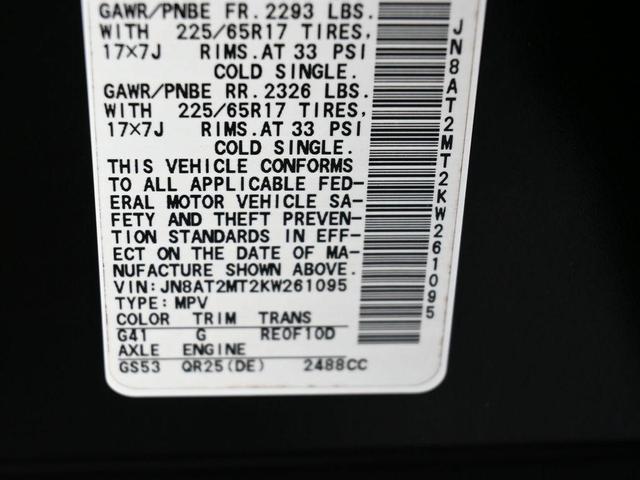 GAWR/PNBE FR. 2293 LBS.
WITH 225/65R17 TIRES,
17×7J RIMS. AT 33 PSI
COLD SINGLE.
GAWR/PNBE RR. 2326 LBS.
WITH 225/65R17 TIRES,
17×7J RIMS. AT 33 PSI
COLD SINGLE.
THIS VEHICLE CONFORMS
TO ALL APPLICABLE FED-
ERAL MOTOR VEHICLE SA-
FETY AND THEFT PREVEN-
TION STANDARDS IN EFF-
ECT ON THE DATE OF MA-
NUFACTURE SHOWN ABOVE.
VIN: JN8AT2MT2KW261095
TYPE: MPV
COLOR TRIM TRANS
G41 G RE0F10D
AXLE ENGINE
GS53 QR25(DE) 2488CC
JN8AT2MT2KW261095